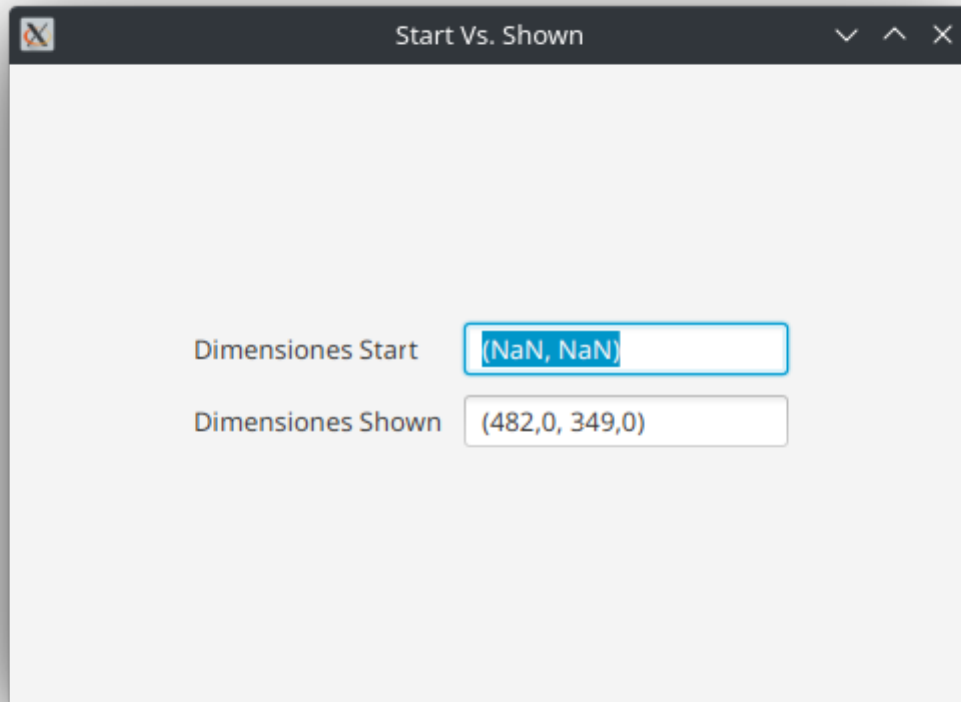 Start Vs. Shown
Dimensiones Start (NaN, NaN)
Dimensiones Shown (482,0, 349,0)